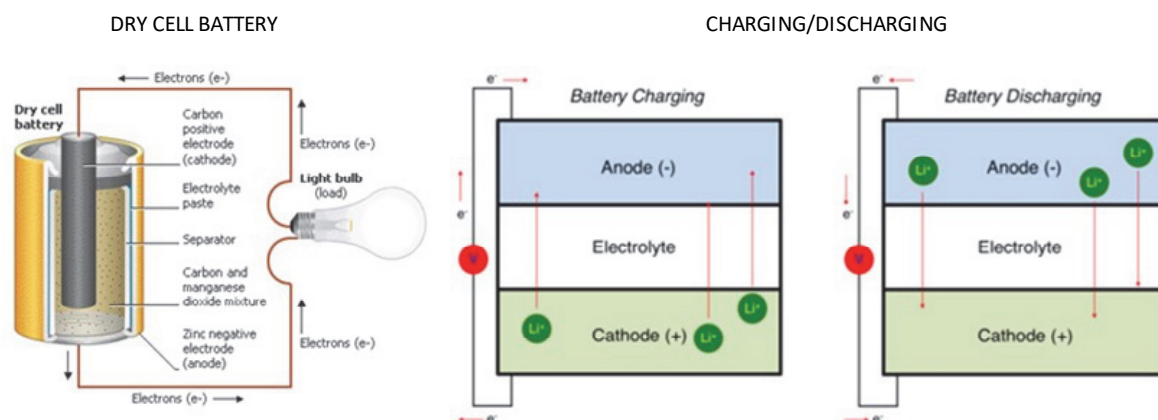 DRY CELL BATTERY
CHARGING/DISCHARGING
Electrons (e-)
Dry cell
battery
Carbon
positive
electrode
(cathode)
Electrolyte
paste
Separator
Carbon and
manganese
dioxide mixture
Zinc negative
electrode
(anode)
Electrons (e-)
Light bulb
(load)
Electrons (e-)
Electrons (e-)
e-
Battery Charging
Anode (-)
e-
Electrolyte
V
Cathode (+)
Li+
Li+
Li+
e-
e-
Battery Discharging
Anode (-)
Li+
Li+
Li+
e-
Electrolyte
V
Cathode (+)
e-